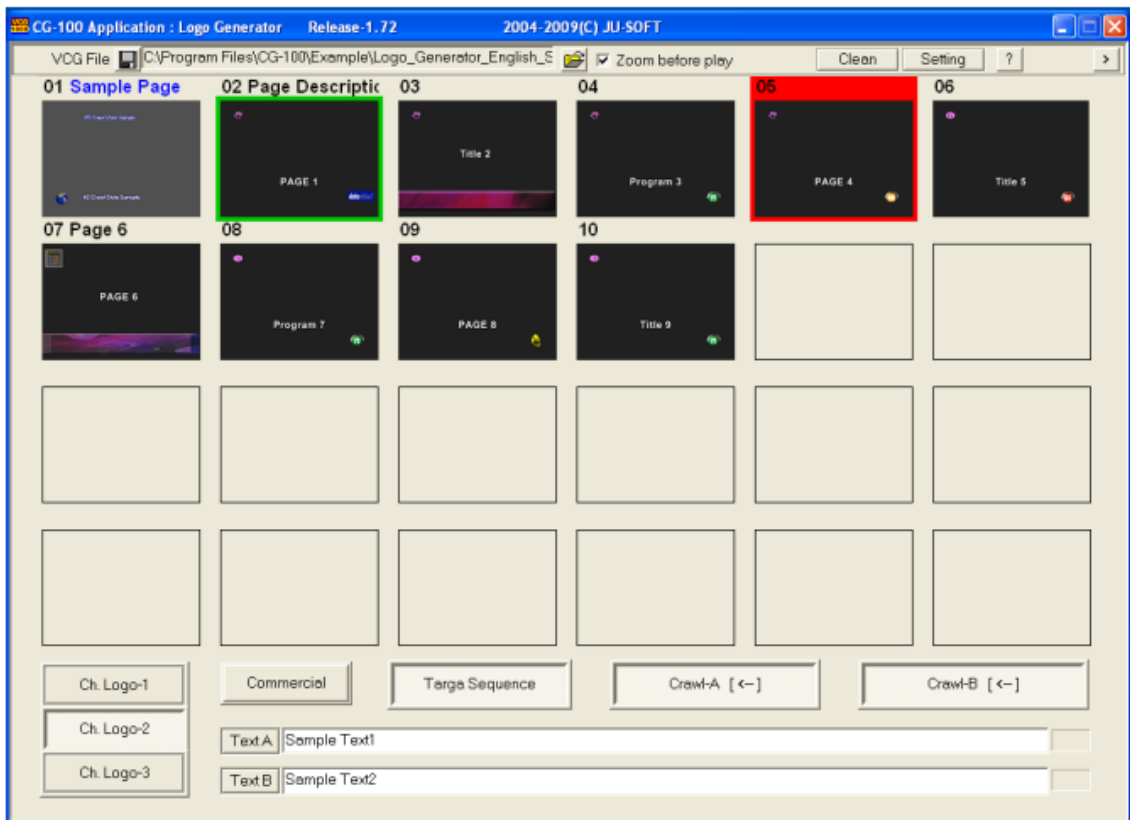 CG-100 Application : Logo Generator Release-1.72 2004-2009(C) JU-SOFT
VCG File C:\Program Files\CG-100\Example\Logo_Generator_English_S Zoom before play Clean Setting ? >
01 Sample Page 02 Page Descriptic 03 04 05 06
PAGE 1 Title 2 Program 3 PAGE 4 Title 5
07 Page 6 08 09 10
PAGE 6 Program 7 PAGE 8 Title 9
Ch. Logo-1 Commercial Targa Sequence Crawl-A [<--] Crawl-B [<--]
Ch. Logo-2
Text A Sample Text1
Ch. Logo-3
Text B Sample Text2